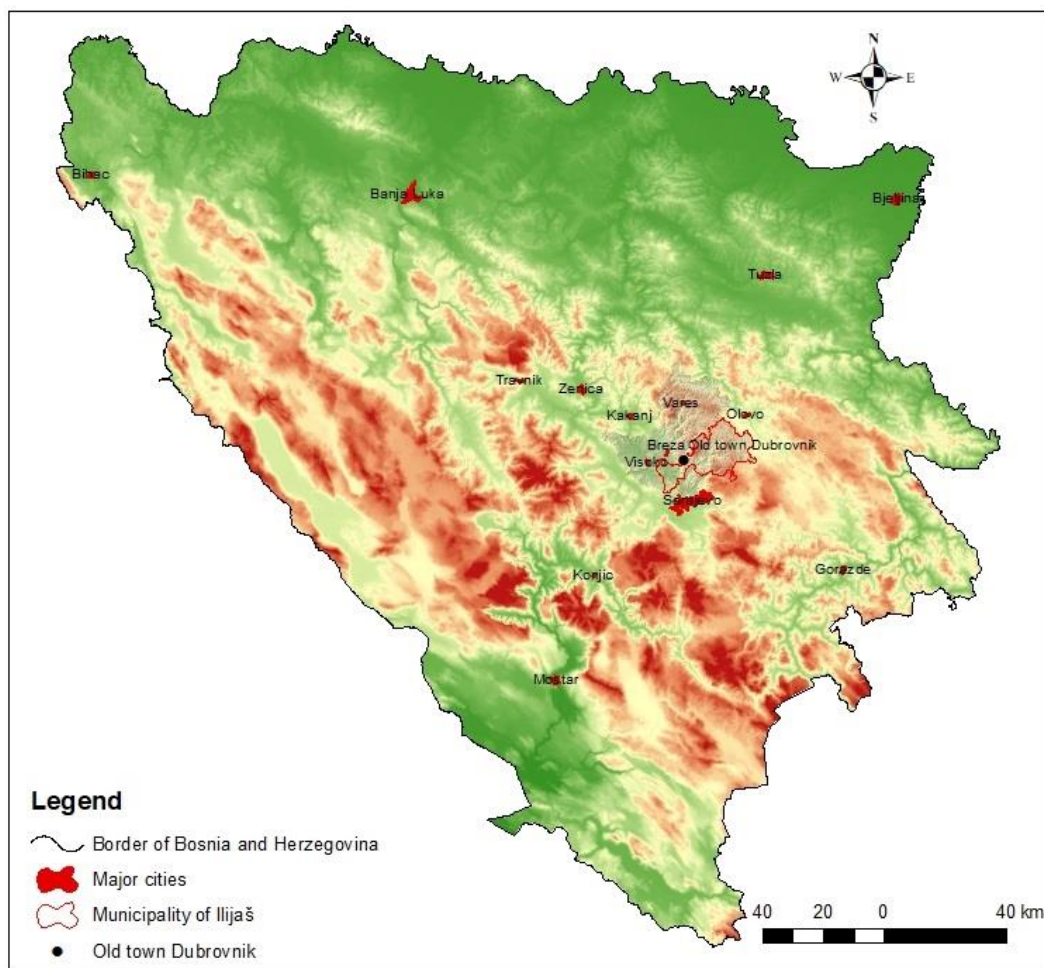 N
W E
S
Bihac
Banja Luka
Bjeljina
Tuzla
Travnik
Zenica
Kakanj
Vares
Olovo
Breza Old town Dubrovnik
Visoko
Sarajevo
Gorazde
Konjic
Mostar
Legend
Border of Bosnia and Herzegovina
Major cities
Municipality of Ilijaš
Old town Dubrovnik
40 20 0 40 km